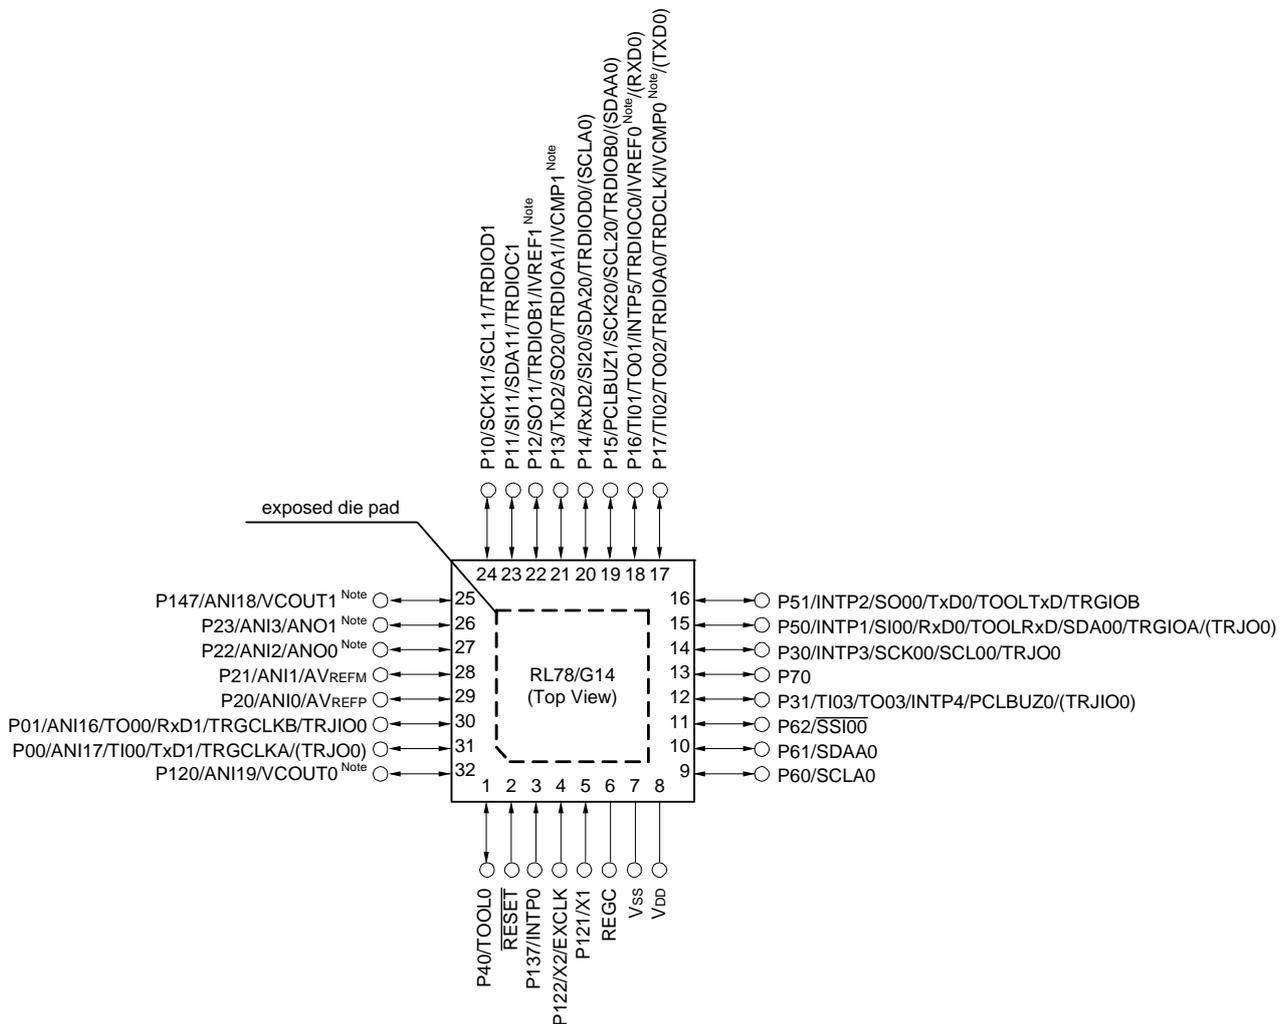 P10/SCK11/SCL11/TRDIOD1
P11/SI11/SDA11/TRDIOC1
P12/SO11/TRDIOB1/IVREF1 Note
P13/TxD2/SO20/TRDIOA1/IVCMP1 Note
P14/RxD2/SI20/SDA20/TRDIOD0/(SCLA0)
P15/PCLBUZ1/SCK20/SCL20/TRDIOB0/(SDAA0)
P16/TI01/TO01/INTP5/TRDIOC0/IVREF0 Note/(RXD0)
P17/TI02/TO02/TRDIOA0/TRDCLK/IVCMP0 Note/(TXD0)
exposed die pad
24 23 22 21 20 19 18 17
P147/ANI18/VCOUT1 Note 25
P23/ANI3/ANO1 Note 26
P22/ANI2/ANO0 Note 27
P21/ANI1/AVREFM 28
P20/ANI0/AVREFP 29
P01/ANI16/TO00/RxD1/TRGCLKB/TRJIO0 30
P00/ANI17/TI00/TxD1/TRGCLKA/(TRJO0) 31
P120/ANI19/VCOUT0 Note 32
RL78/G14
(Top View)
16 P51/INTP2/SO00/TxD0/TOOLTxD/TRGIOB
15 P50/INTP1/SI00/RxD0/TOOLRxD/SDA00/TRGIOA/(TRJO0)
14 P30/INTP3/SCK00/SCL00/TRJO0
13 P70
12 P31/TI03/TO03/INTP4/PCLBUZ0/(TRJIO0)
11 P62/SSI00
10 P61/SDAA0
9 P60/SCLA0
1 2 3 4 5 6 7 8
P40/TOOL0
RESET
P137/INTP0
P122/X2/EXCLK
P121/X1
REGC
VSS
VDD